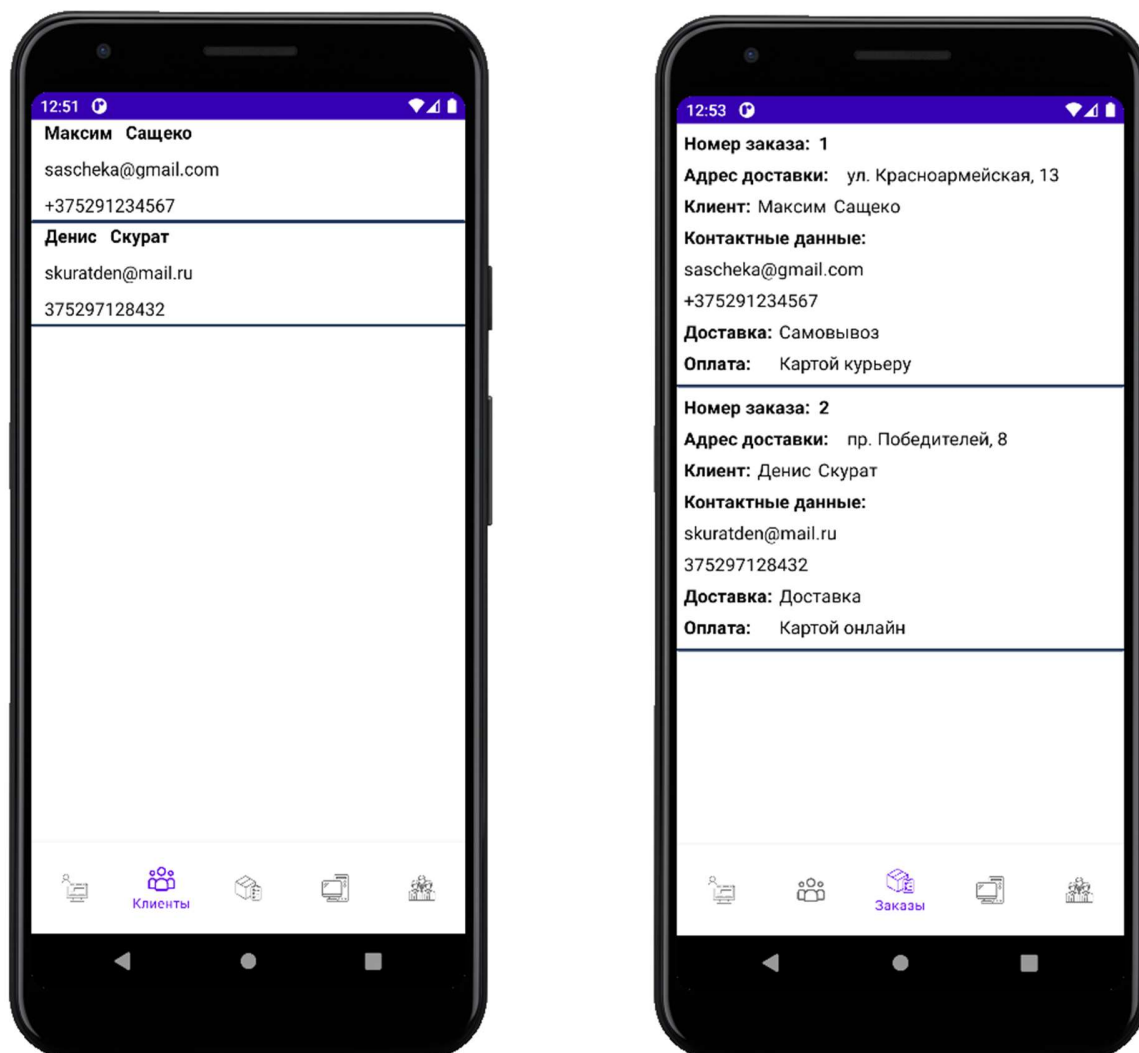 12:51
Максим Сащеко
sascheka@gmail.com
+375291234567
Денис Скурат
skuratden@mail.ru
375297128432
Клиенты
12:53
Номер заказа: 1
Адрес доставки: ул. Красноармейская, 13
Клиент: Максим Сащеко
Контактные данные:
sascheka@gmail.com
+375291234567
Доставка: Самовывоз
Оплата: Картой курьеру
Номер заказа: 2
Адрес доставки: пр. Победителей, 8
Клиент: Денис Скурат
Контактные данные:
skuratden@mail.ru
375297128432
Доставка: Доставка
Оплата: Картой онлайн
Заказы